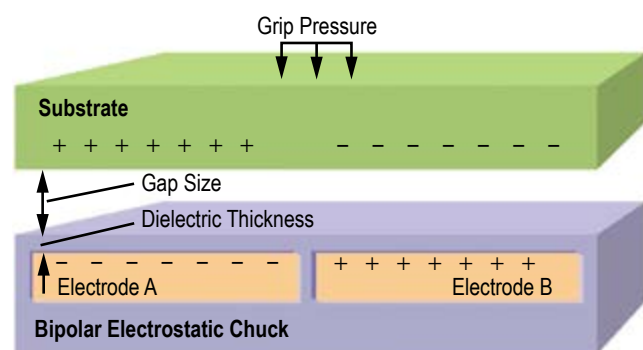 Grip Pressure
Substrate
+ + + + + + + − − − − − − −
Gap Size
Dielectric Thickness
− − − − − − − + + + + + + +
Electrode A Electrode B
Bipolar Electrostatic Chuck